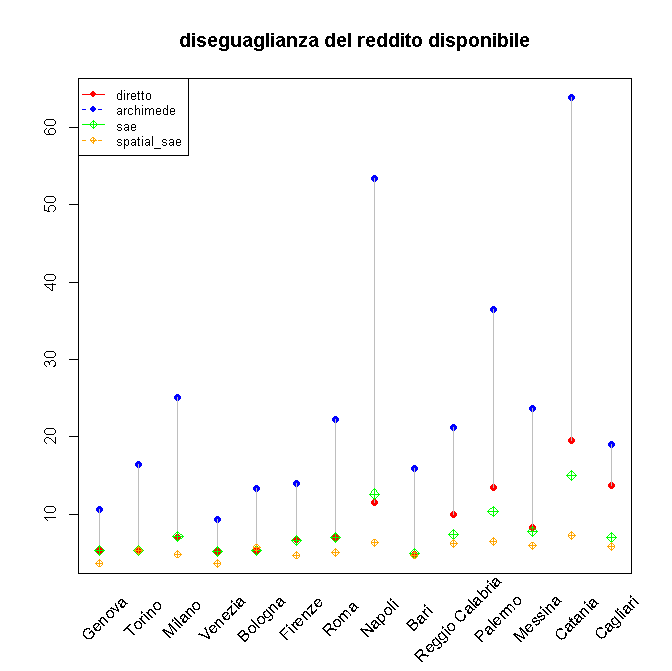 diseguaglianza del reddito disponibile
diretto
archimede
sae
spatial_sae
60
50
40
30
20
10
Genova
Torino
Milano
Venezia
Bologna
Firenze
Roma
Napoli
Bari
Reggio Calabria
Palermo
Messina
Catania
Cagliari